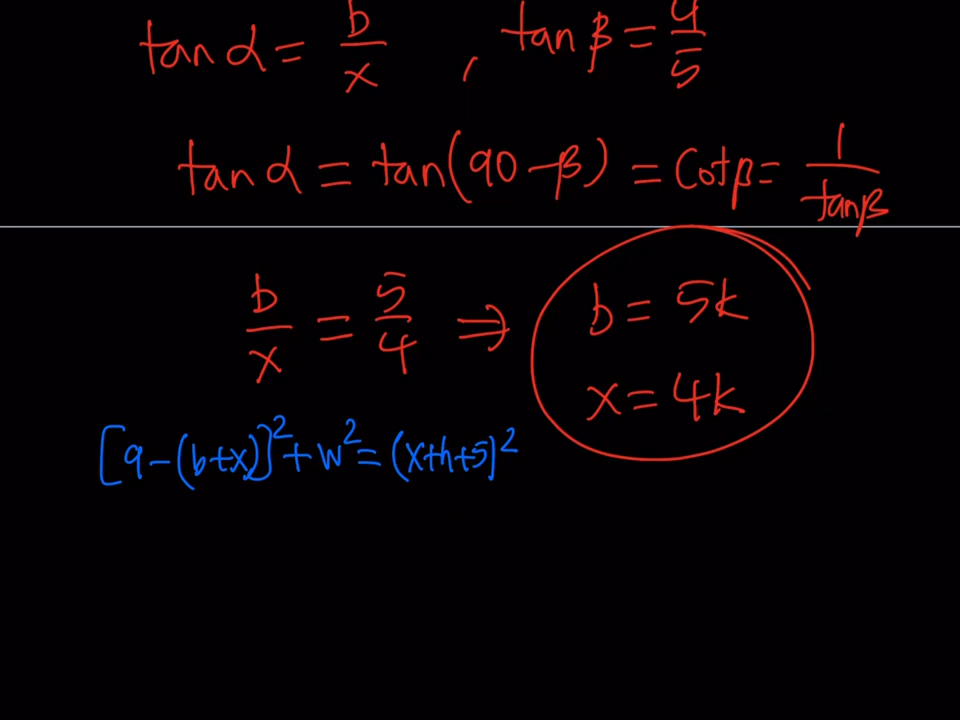 tan α = b/x , tan β = 4/5
tan α = tan(90 - β) = Cot β = 1/tan β
b/x = 5/4 ⇒ b = 5k
x = 4k
[9-(b+x)]² + w² = (x+h+5)²